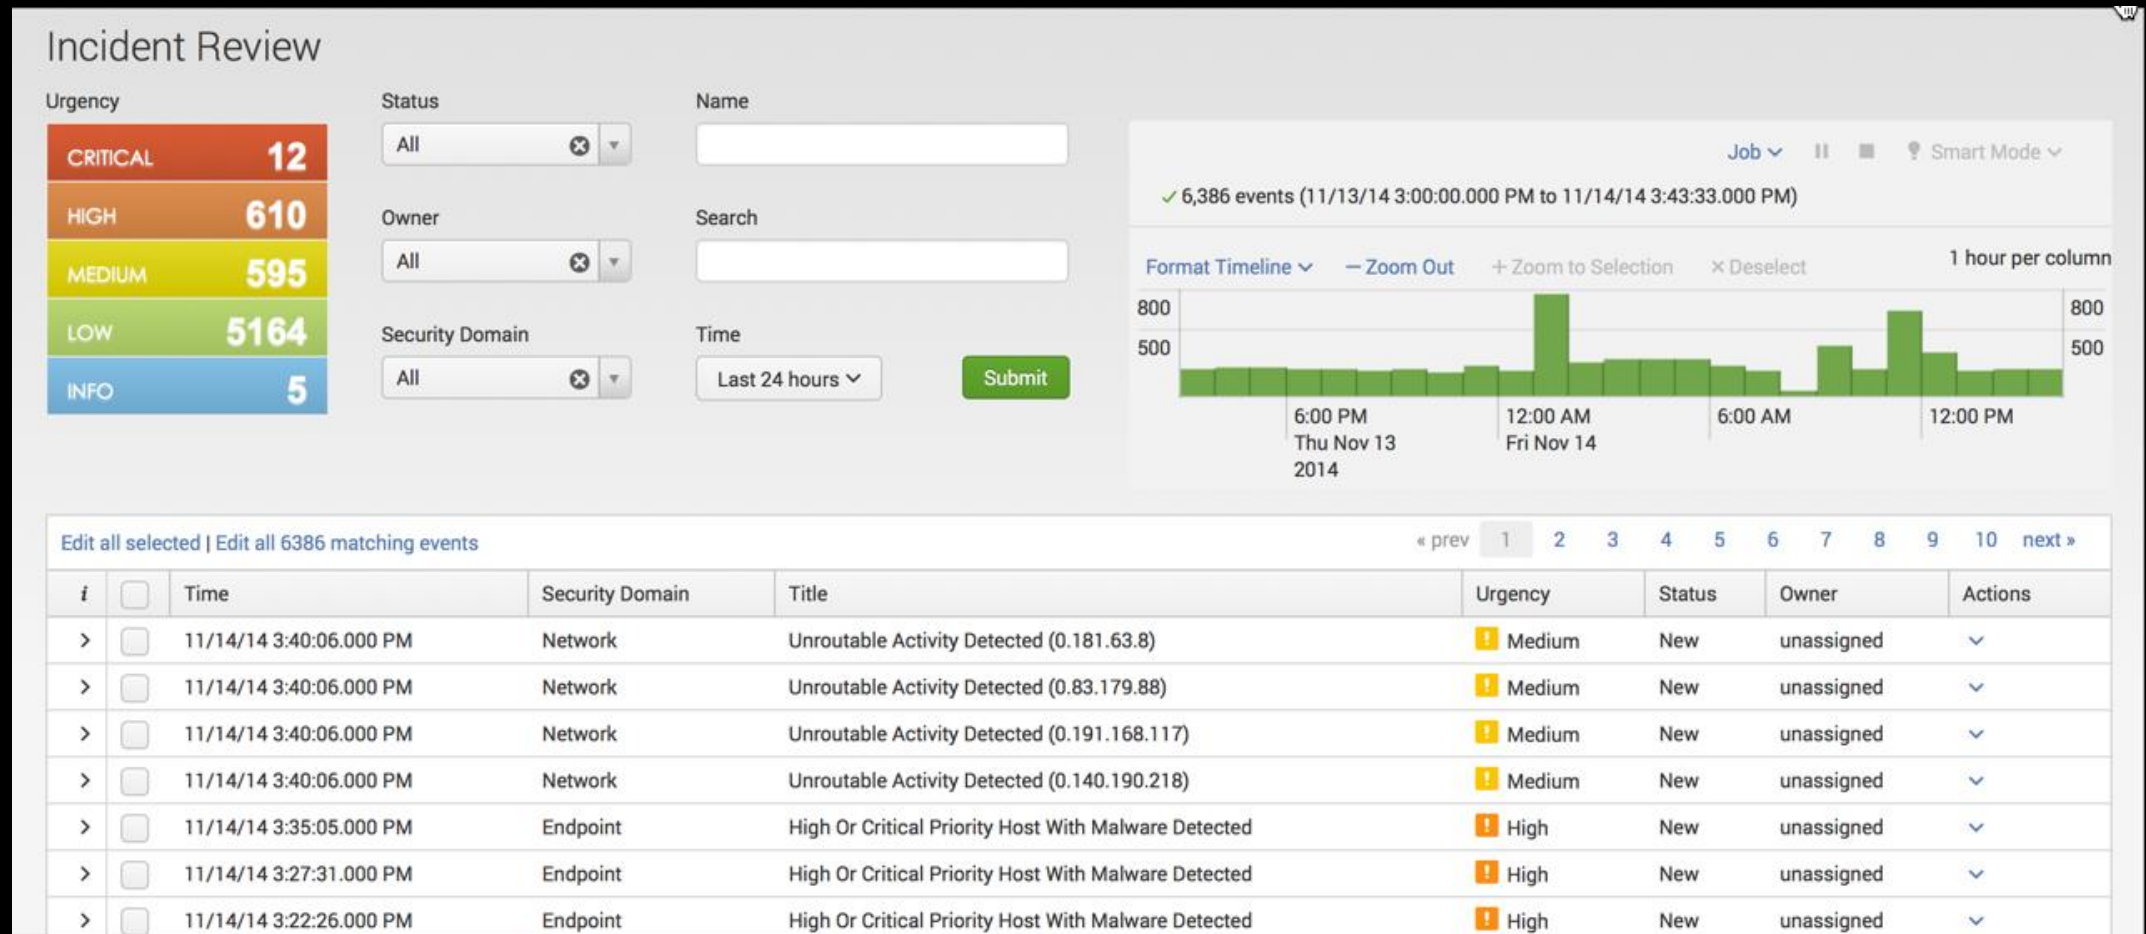 Incident Review
Urgency
CRITICAL 12
HIGH 610
MEDIUM 595
LOW 5164
INFO 5
Status
All
Owner
All
Security Domain
All
Name
Search
Time
Last 24 hours
Submit
Job Smart Mode
6,386 events (11/13/14 3:00:00.000 PM to 11/14/14 3:43:33.000 PM)
Format Timeline — Zoom Out + Zoom to Selection × Deselect 1 hour per column
800 800
500 500
6:00 PM 12:00 AM 6:00 AM 12:00 PM
Thu Nov 13 Fri Nov 14
2014
Edit all selected | Edit all 6386 matching events « prev 1 2 3 4 5 6 7 8 9 10 next »
i Time Security Domain Title Urgency Status Owner Actions
11/14/14 3:40:06.000 PM Network Unroutable Activity Detected (0.181.63.8) ! Medium New unassigned
11/14/14 3:40:06.000 PM Network Unroutable Activity Detected (0.83.179.88) ! Medium New unassigned
11/14/14 3:40:06.000 PM Network Unroutable Activity Detected (0.191.168.117) ! Medium New unassigned
11/14/14 3:40:06.000 PM Network Unroutable Activity Detected (0.140.190.218) ! Medium New unassigned
11/14/14 3:35:05.000 PM Endpoint High Or Critical Priority Host With Malware Detected ! High New unassigned
11/14/14 3:27:31.000 PM Endpoint High Or Critical Priority Host With Malware Detected ! High New unassigned
11/14/14 3:22:26.000 PM Endpoint High Or Critical Priority Host With Malware Detected ! High New unassigned